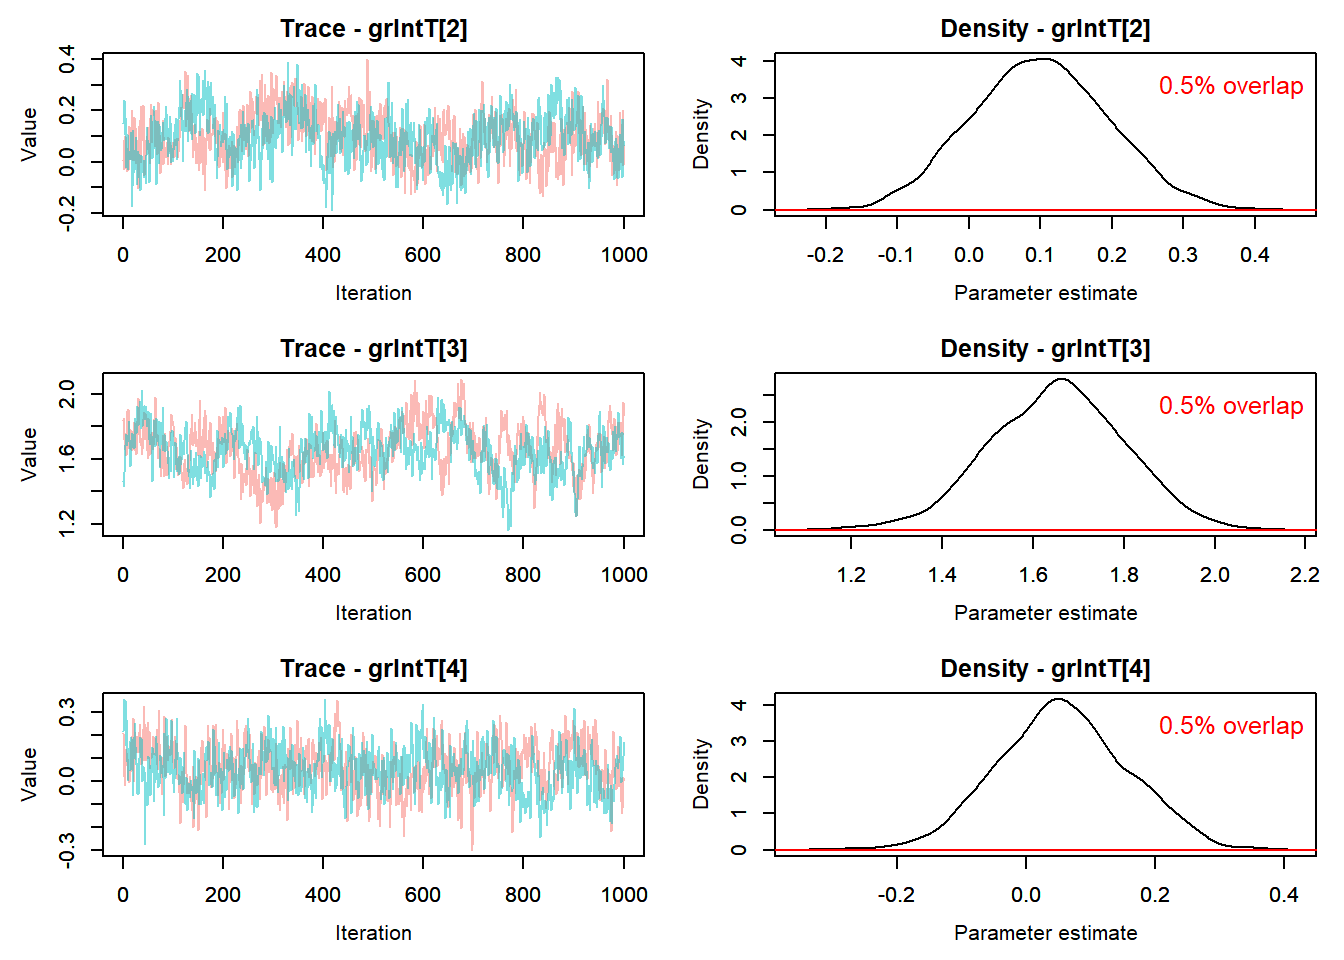 Trace - grIntT[2]
Value
-0.2 0.0 0.2 0.4
0 200 400 600 800 1000
Iteration
Density - grIntT[2]
0.5% overlap
Density
0 1 2 3 4
-0.2 -0.1 0.0 0.1 0.2 0.3 0.4
Parameter estimate
Trace - grIntT[3]
Value
1.2 1.6 2.0
0 200 400 600 800 1000
Iteration
Density - grIntT[3]
0.5% overlap
Density
0.0 1.0 2.0
1.2 1.4 1.6 1.8 2.0 2.2
Parameter estimate
Trace - grIntT[4]
Value
-0.3 0.0 0.3
0 200 400 600 800 1000
Iteration
Density - grIntT[4]
0.5% overlap
Density
0 1 2 3 4
-0.2 0.0 0.2 0.4
Parameter estimate